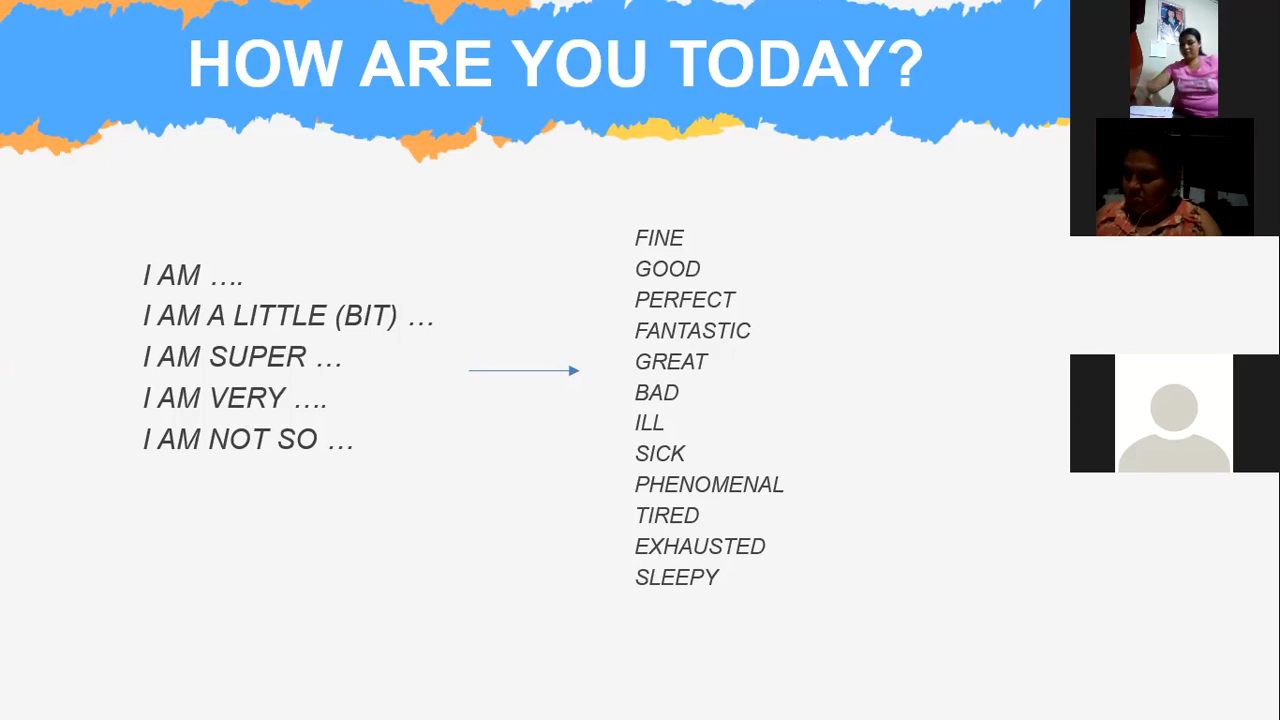 HOW ARE YOU TODAY?
I AM ….
I AM A LITTLE (BIT) …
I AM SUPER …
I AM VERY ….
I AM NOT SO …
FINE
GOOD
PERFECT
FANTASTIC
GREAT
BAD
ILL
SICK
PHENOMENAL
TIRED
EXHAUSTED
SLEEPY